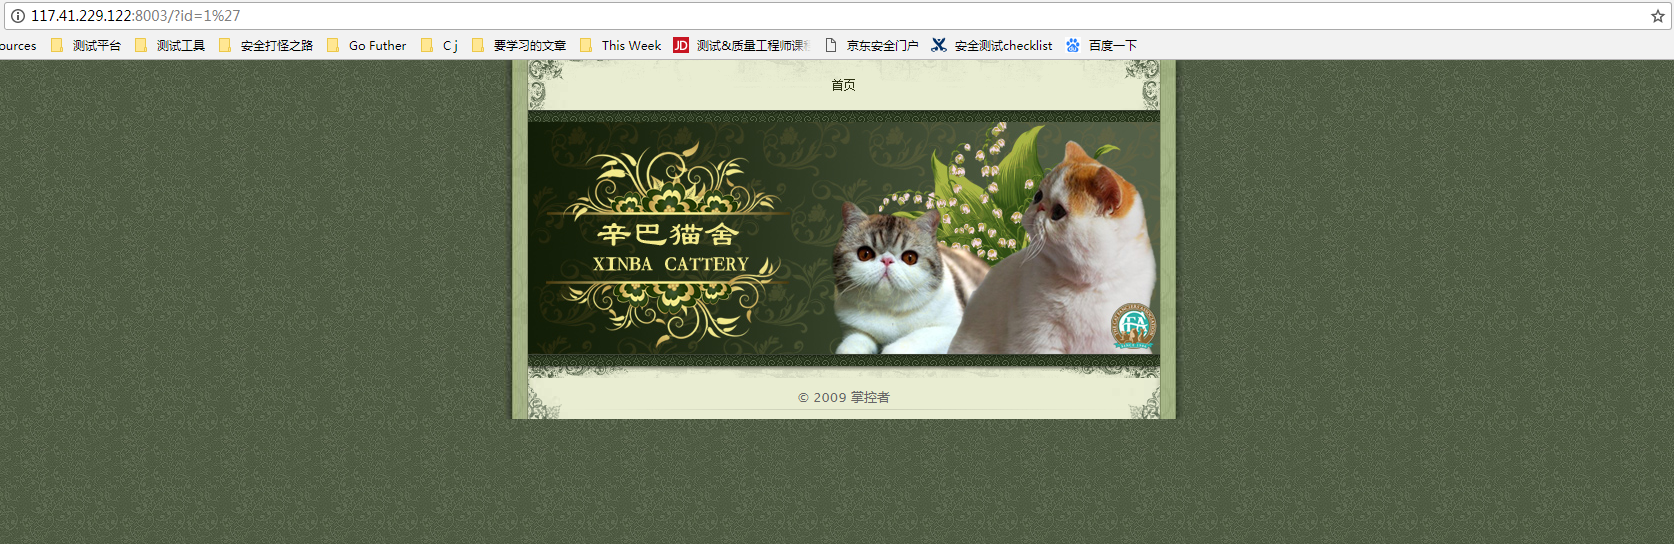 117.41.229.122:8003/?id=1%27
ources 测试平台 测试工具 安全打怪之路 Go Futher C j 要学习的文章 This Week JD 测试&质量工程师课 京东安全门户 安全测试checklist 百度一下
首页
辛巴猫舍
XINBA CATTERY
CFA
© 2009 掌控者